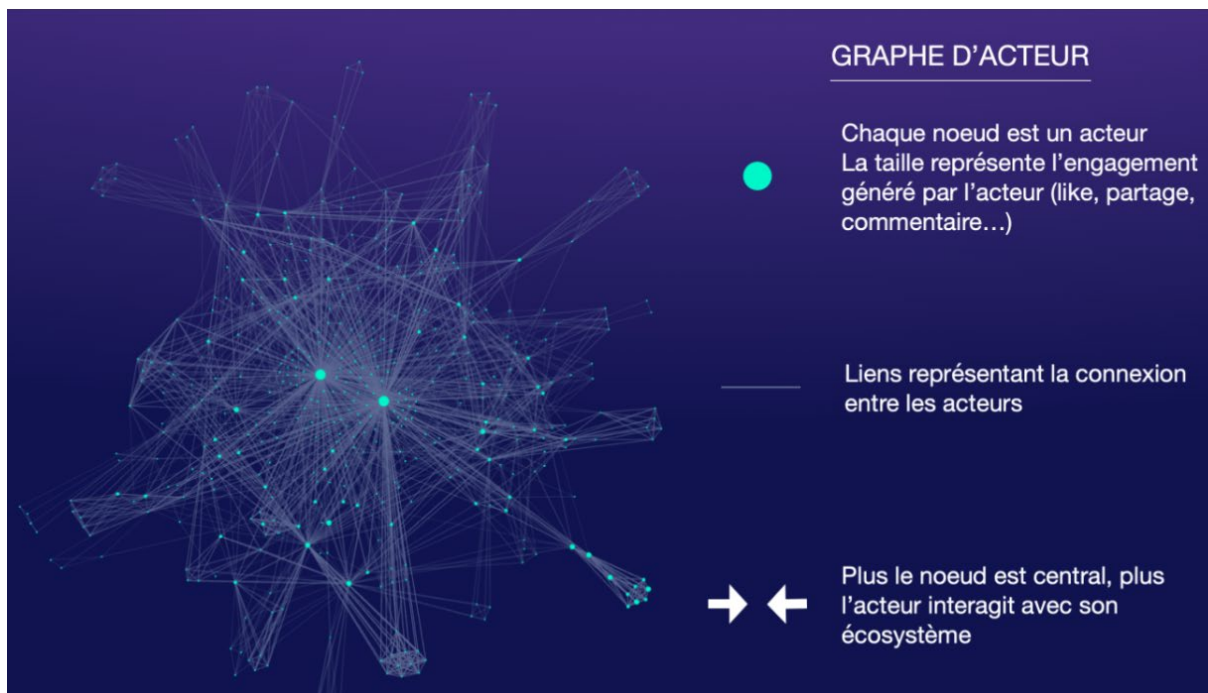 GRAPHE D'ACTEUR
Chaque noeud est un acteur
La taille représente l'engagement
généré par l'acteur (like, partage,
commentaire…)
Liens représentant la connexion
entre les acteurs
Plus le noeud est central, plus
l'acteur interagit avec son
écosystème